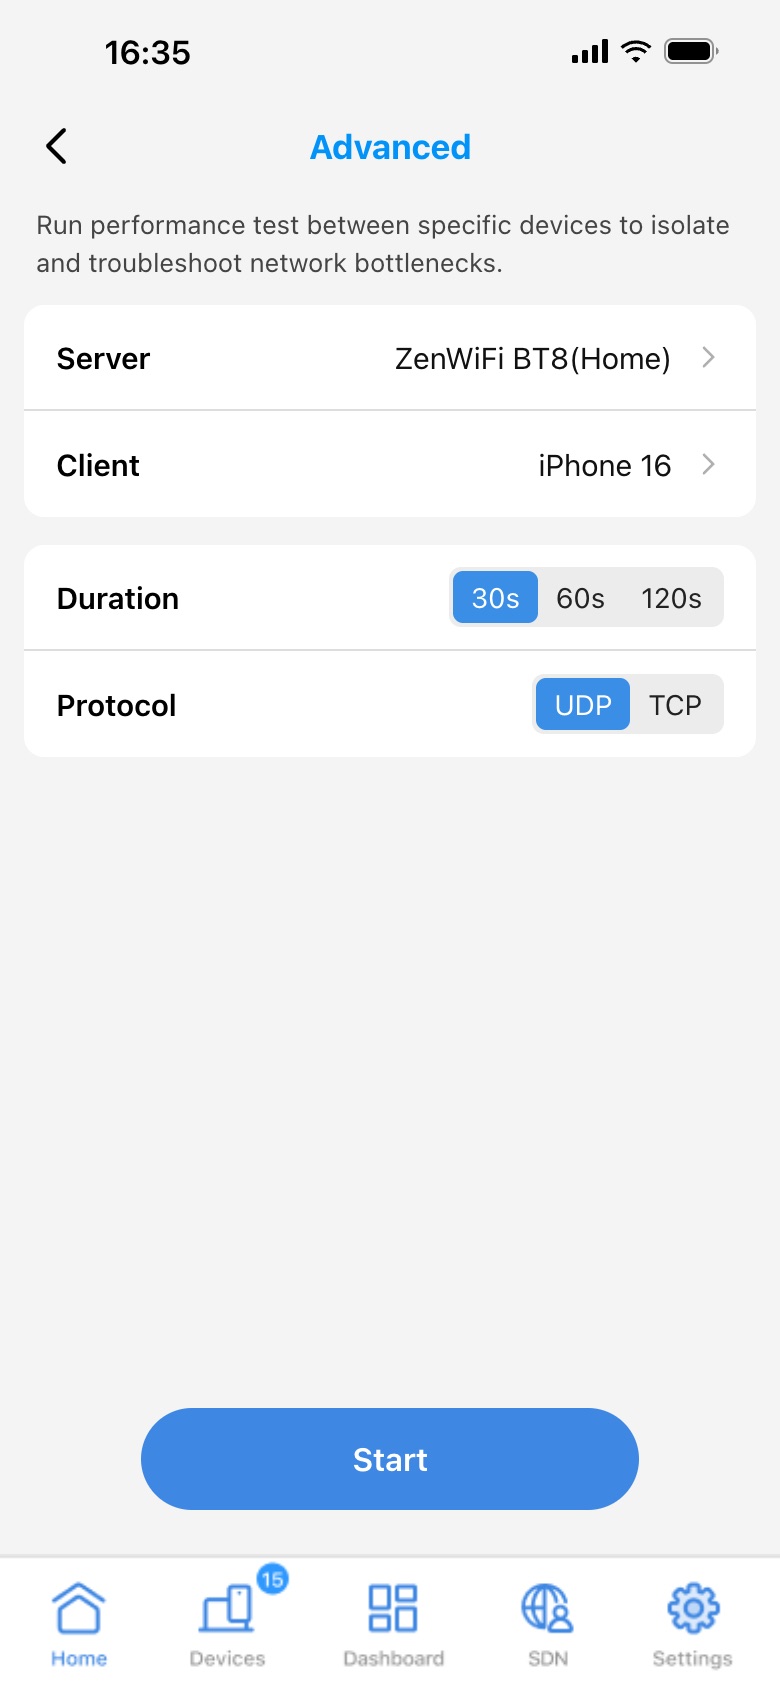 16:35
Advanced
Run performance test between specific devices to isolate
and troubleshoot network bottlenecks.
Server ZenWiFi BT8(Home)
Client iPhone 16
Duration 30s 60s 120s
Protocol UDP TCP
Start
15
Home Devices Dashboard SDN Settings